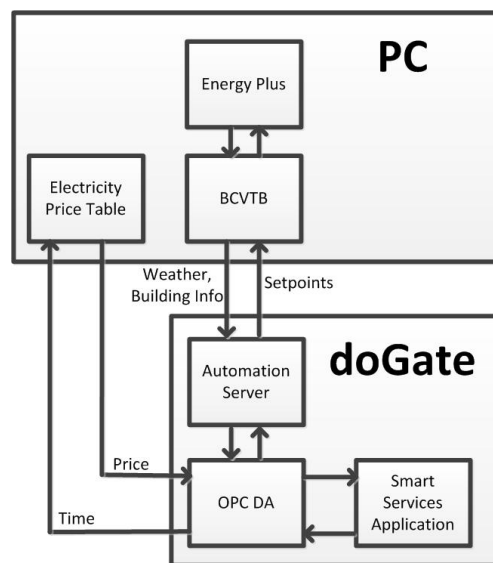 PC
Energy Plus
Electricity
Price Table
BCVTB
Weather,
Building Info
Setpoints
doGate
Automation
Server
Price
OPC DA
Smart
Services
Application
Time